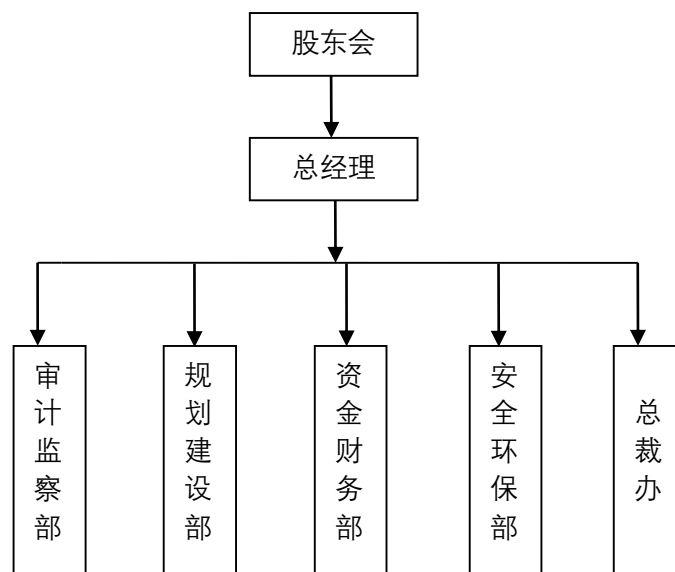 股东会
总经理
审计监察部
规划建设部
资金财务部
安全环保部
总裁办